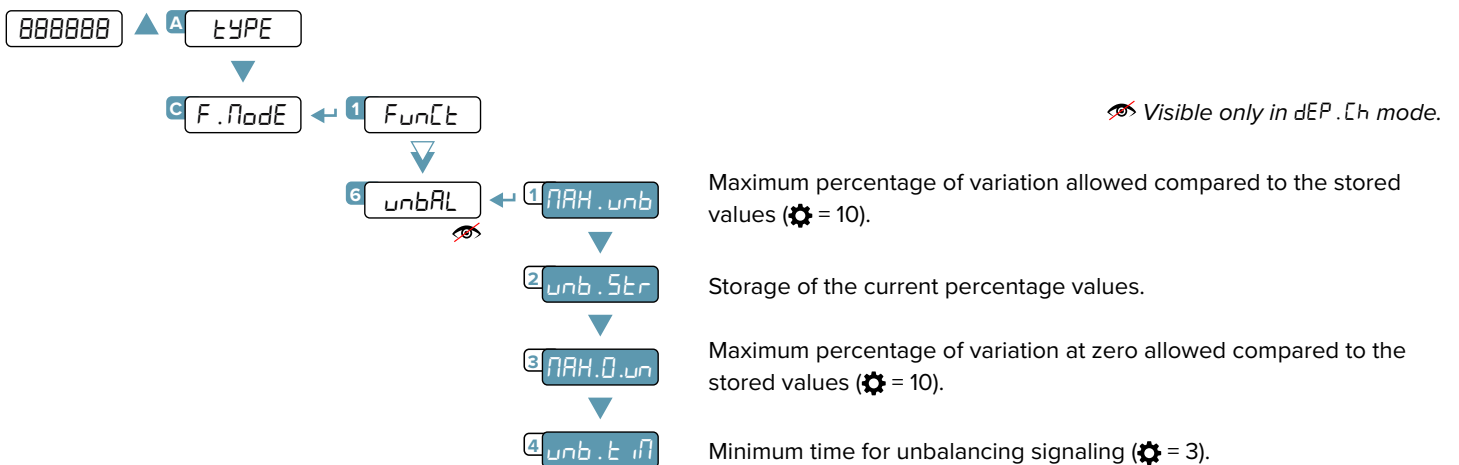 888888 A tYPE
C F.ModE 1 FunCt
Visible only in dEP.Ch mode.
6 unbAL 1 MAH.unb
Maximum percentage of variation allowed compared to the stored
values ( = 10).
2 unb.Str
Storage of the current percentage values.
3 MAH.0.un
Maximum percentage of variation at zero allowed compared to the
stored values ( = 10).
4 unb.tiM
Minimum time for unbalancing signaling ( = 3).